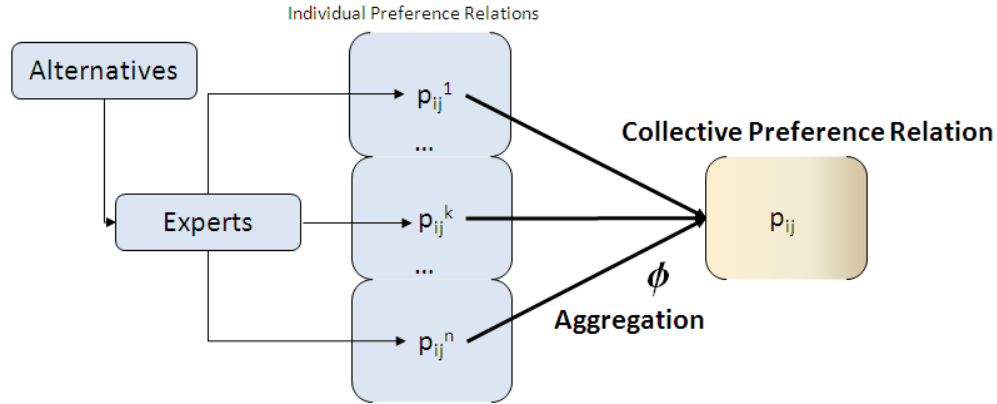 Individual Preference Relations
Alternatives
p_ij^1
...
Collective Preference Relation
Experts
p_ij^k
p_ij
...
ϕ
Aggregation
p_ij^n